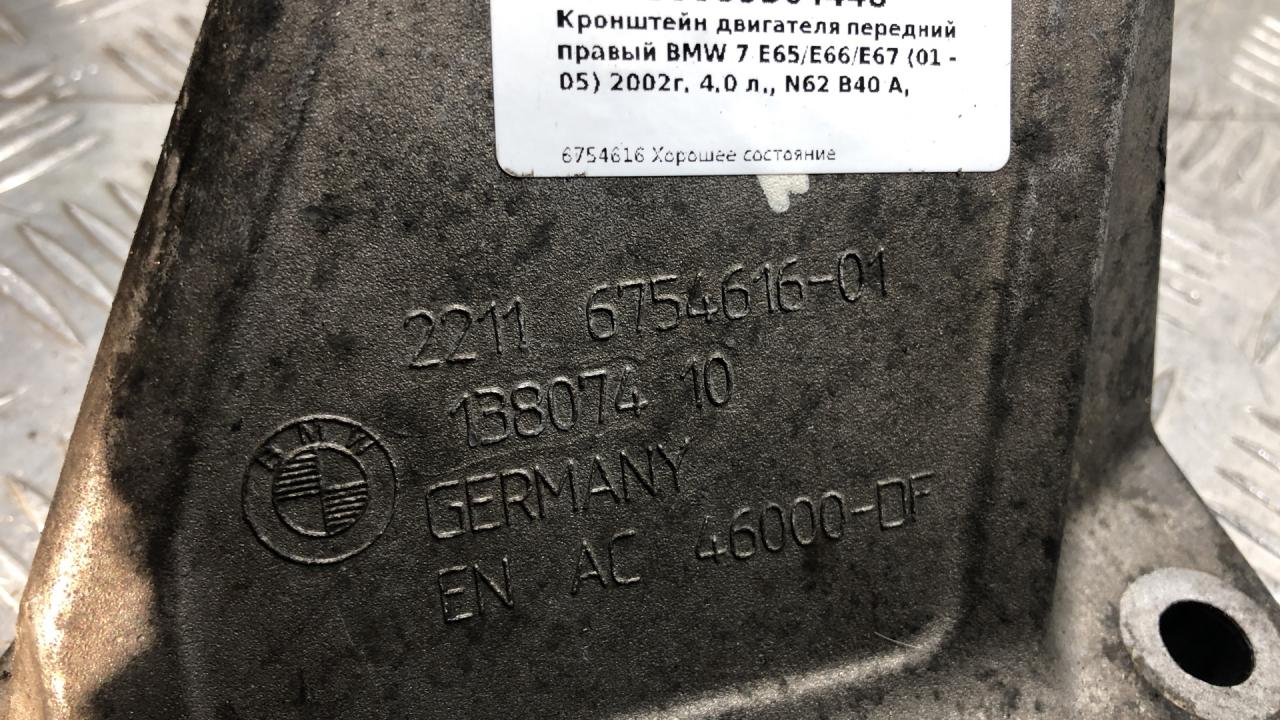 Кронштейн двигателя передний
правый BMW 7 E65/E66/E67 (01 -
05) 2002г, 4.0 л., N62 B40 A,
6754616 Хорошее состояние
2211 6754616-01
138074 10
BMW
GERMANY
EN AC 46000-DF